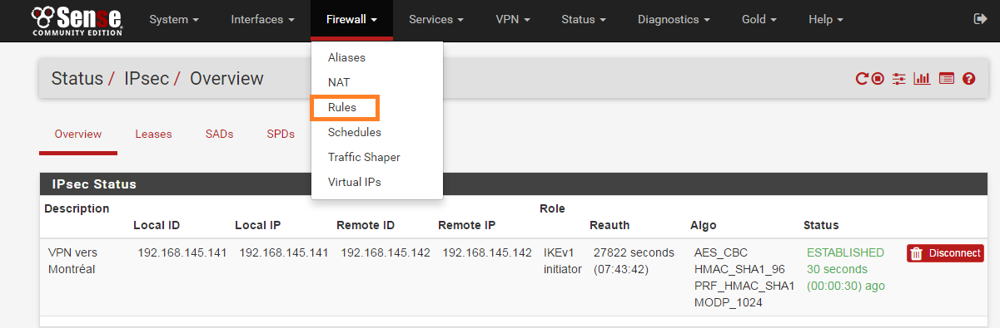 Sense System Interfaces Firewall Services VPN Status Diagnostics Gold Help
COMMUNITY EDITION
Aliases
NAT
Rules
Schedules
Traffic Shaper
Virtual IPs
Status / IPsec / Overview
Overview Leases SADs SPDs
IPsec Status
Description Role
Local ID Local IP Remote ID Remote IP Reauth Algo Status
VPN vers 192.168.145.141 192.168.145.141 192.168.145.142 192.168.145.142 IKEv1 27822 seconds AES_CBC ESTABLISHED Disconnect
Montréal initiator (07:43:42) HMAC_SHA1_96 30 seconds
PRF_HMAC_SHA1 (00:00:30) ago
MODP_1024